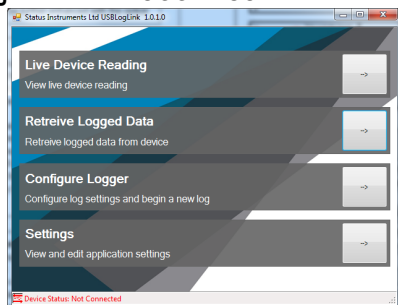 Status Instruments Ltd USBLogLink 1.0.1.0
Live Device Reading
View live device reading
-->
Retreive Logged Data
Retreive logged data from device
-->
Configure Logger
Configure log settings and begin a new log
-->
Settings
View and edit application settings
-->
Device Status: Not Connected